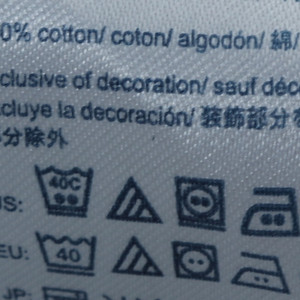 0% cotton/ coton/ algodón/ 綿/
clusive of decoration/ sauf déco
cluye la decoración/ 装飾部分を
分除外
US: 40C
EU: 40
JP: